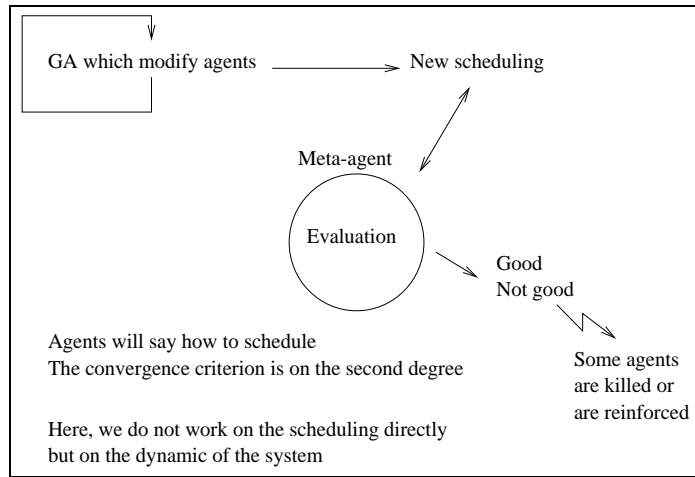 GA which modify agents
New scheduling
Meta-agent
Evaluation
Good
Not good
Some agents
are killed or
are reinforced
Agents will say how to schedule
The convergence criterion is on the second degree
Here, we do not work on the scheduling directly
but on the dynamic of the system